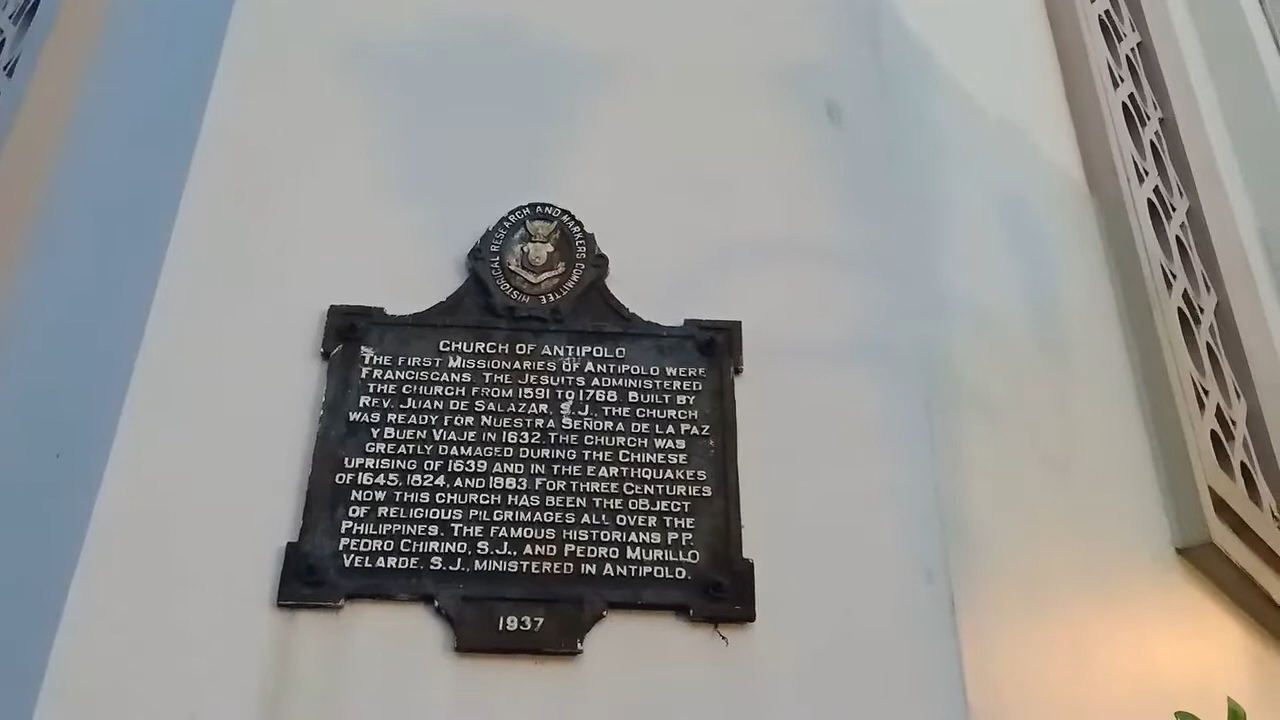 HISTORICAL RESEARCH AND MARKERS COMMITTEE
CHURCH OF ANTIPOLO
THE FIRST MISSIONARIES OF ANTIPOLO WERE
FRANCISCANS. THE JESUITS ADMINISTERED
THE CHURCH FROM 1591 TO 1768. BUILT BY
REV. JUAN DE SALAZAR, S.J., THE CHURCH
WAS READY FOR NUESTRA SEÑORA DE LA PAZ
Y BUEN VIAJE IN 1632. THE CHURCH WAS
GREATLY DAMAGED DURING THE CHINESE
UPRISING OF 1639 AND IN THE EARTHQUAKES
OF 1645, 1824, AND 1883. FOR THREE CENTURIES
NOW THIS CHURCH HAS BEEN THE OBJECT
OF RELIGIOUS PILGRIMAGES ALL OVER THE
PHILIPPINES. THE FAMOUS HISTORIANS PP.
PEDRO CHIRINO, S.J., AND PEDRO MURILLO
VELARDE, S.J., MINISTERED IN ANTIPOLO.
1937